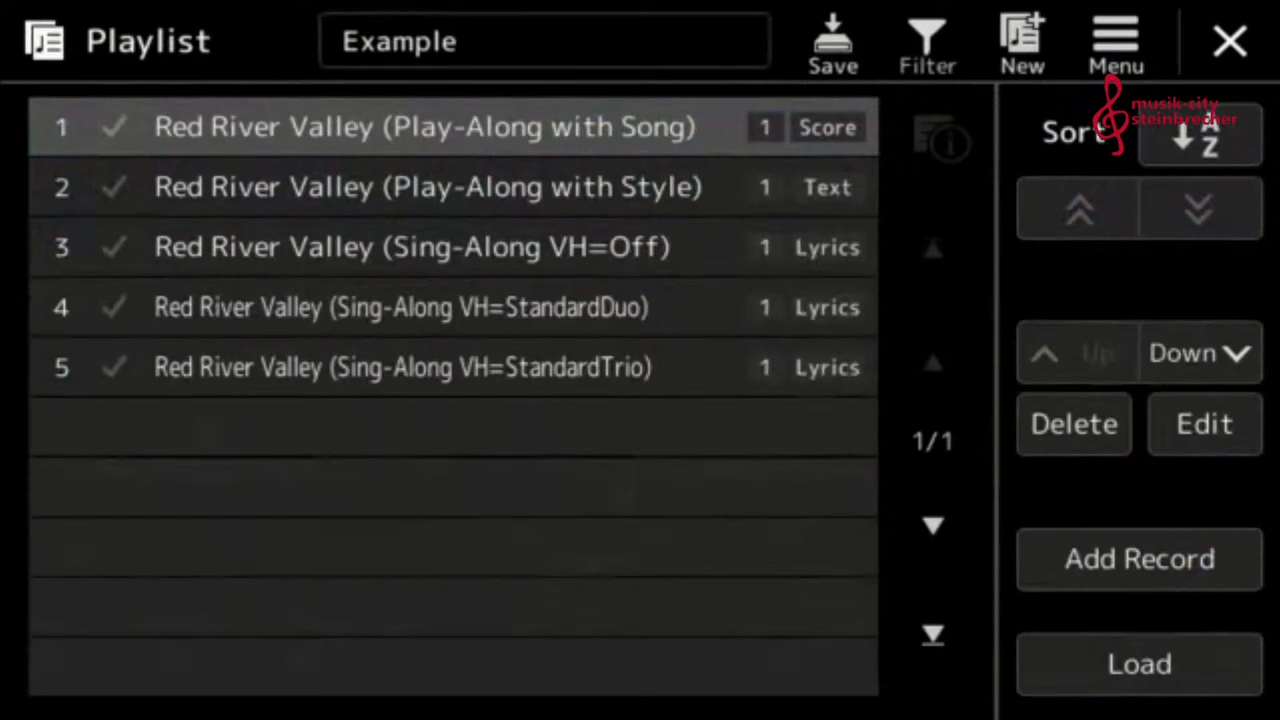 Playlist
Example
Save
Filter
New
Menu
musik-city
steinbrecher
1 Red River Valley (Play-Along with Song) 1 Score
2 Red River Valley (Play-Along with Style) 1 Text
3 Red River Valley (Sing-Along VH=Off) 1 Lyrics
4 Red River Valley (Sing-Along VH=StandardDuo) 1 Lyrics
5 Red River Valley (Sing-Along VH=StandardTrio) 1 Lyrics
1/1
Sort
A
Z
Up
Down
Delete
Edit
Add Record
Load